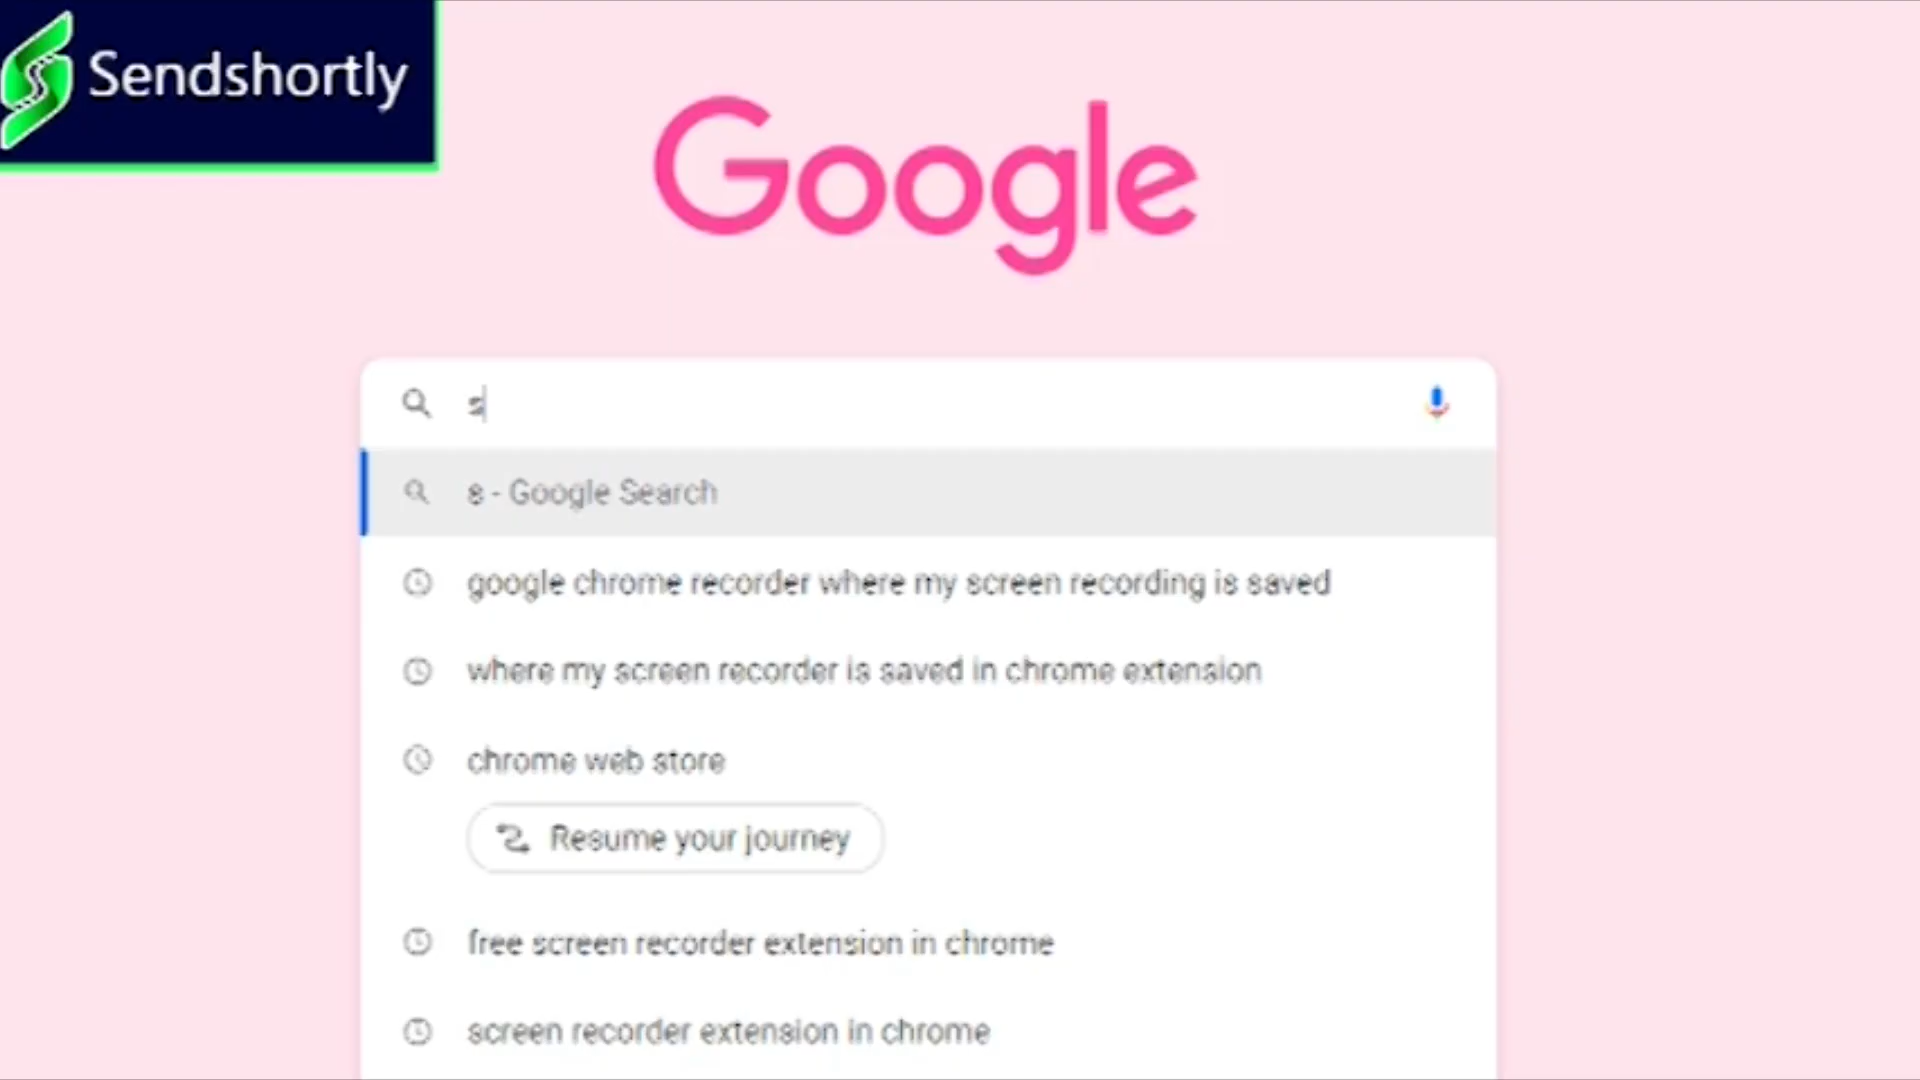 Sendshortly
Google
s
s - Google Search
google chrome recorder where my screen recording is saved
where my screen recorder is saved in chrome extension
chrome web store
Resume your journey
free screen recorder extension in chrome
screen recorder extension in chrome